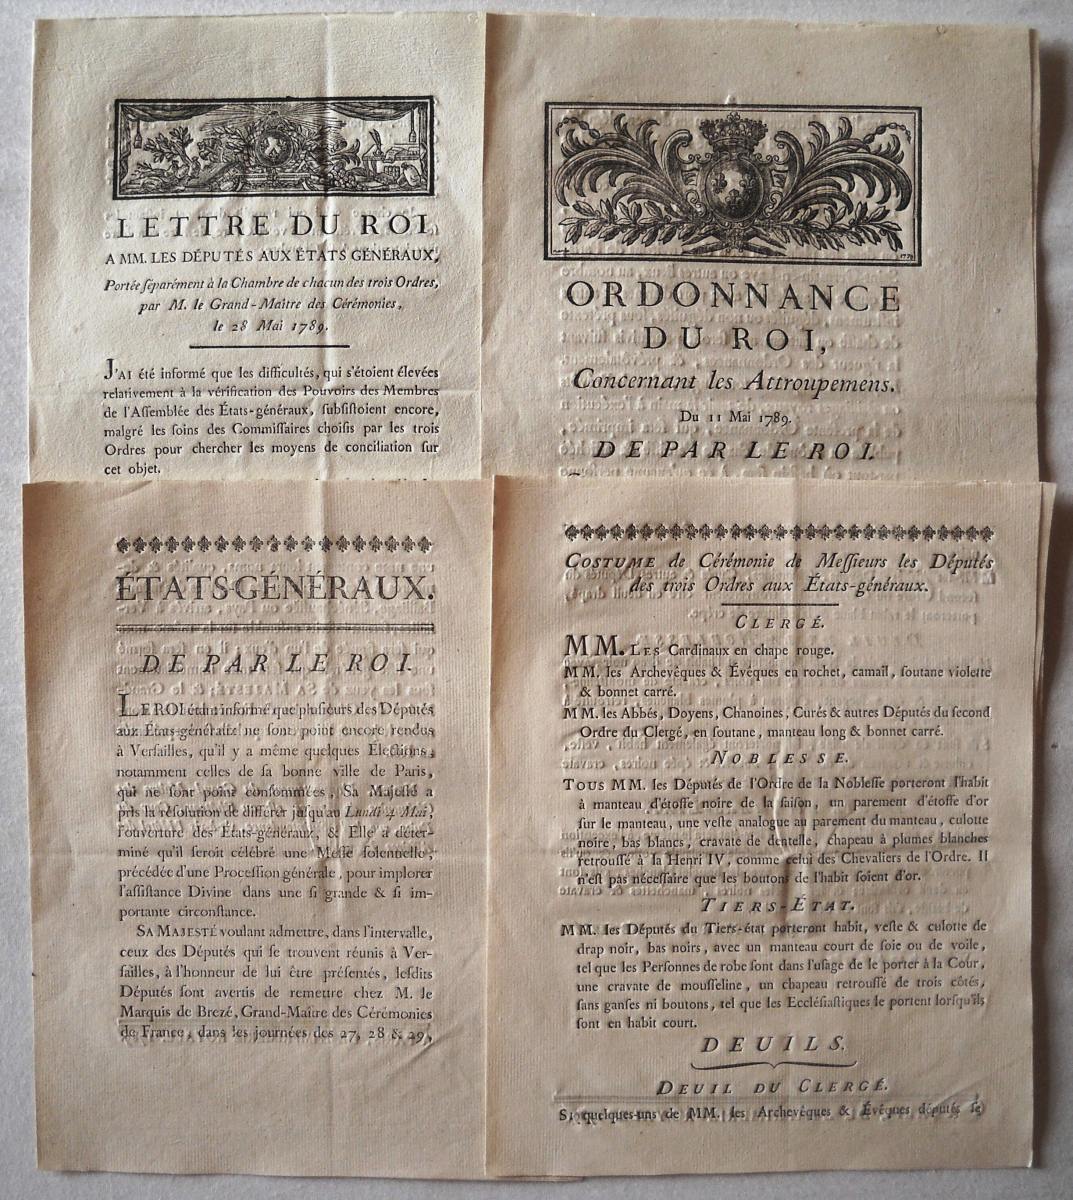 LETTRE DU ROI
A MM. LES DÉPUTÉS AUX ÉTATS GÉNÉRAUX,
Portée ſéparément à la Chambre de chacun des trois Ordres,
par M. le Grand-Maître des Cérémonies,
le 28 Mai 1789.
J'AI été informé que les difficultés, qui s'étoient élevées
relativement à la vérification des Pouvoirs des Membres
de l'Aſſemblée des États-généraux, ſubſiſtoient encore,
malgré les ſoins des Commiſſaires choiſis par les trois
Ordres pour chercher les moyens de conciliation ſur
cet objet.
ORDONNANCE
DU ROI,
Concernant les Attroupemens.
Du 11 Mai 1789.
DE PAR LE ROI.
ÉTATS-GÉNÉRAUX.
DE PAR LE ROI.
LE ROI étant informé que pluſieurs des Députés
aux États-généraux ne ſont point encore rendus
à Verſailles, qu'il y a même quelques Élections,
notamment celles de ſa bonne ville de Paris,
qui ne ſont point conſommées, Sa Majeſté a
pris la réſolution de différer juſqu'au Lundi 4 Mai,
l'ouverture des États-généraux, & Elle a déter-
miné qu'il ſeroit célébré une Meſſe ſolennelle,
précédée d'une Proceſſion générale, pour implorer
l'aſſiſtance Divine dans une ſi grande & ſi im-
portante circonſtance.
SA MAJESTÉ voulant admettre, dans l'intervalle,
ceux des Députés qui ſe trouvent réunis à Ver-
ſailles, à l'honneur de lui être préſentés, leſdits
Députés ſont avertis de remettre chez M. le
Marquis de Brezé, Grand-Maître des Cérémonies
de France, dans les journées des 27, 28 & 29,
COSTUME de Cérémonie de Meſſieurs les Députés
des trois Ordres aux États-généraux.
CLERGÉ.
MM. LES Cardinaux en chape rouge.
MM. les Archevêques & Évêques en rochet, camail, ſoutane violette
& bonnet carré.
MM. les Abbés, Doyens, Chanoines, Curés & autres Députés du ſecond
Ordre du Clergé, en ſoutane, manteau long & bonnet carré.
NOBLESSE.
TOUS MM. les Députés de l'Ordre de la Nobleſſe porteront l'habit
à manteau d'étoffe noire de la ſaiſon, un parement d'étoffe d'or
ſur le manteau, une veſte analogue au parement du manteau, culotte
noire, bas blancs, cravate de dentelle, chapeau à plumes blanches
retrouſſé à la Henri IV, comme celui des Chevaliers de l'Ordre. Il
n'eſt pas néceſſaire que les boutons de l'habit ſoient d'or.
TIERS-ÉTAT.
MM. les Députés du Tiers-état porteront habit, veſte & culotte de
drap noir, bas noirs, avec un manteau court de ſoie ou de voile,
tel que les Perſonnes de robe ſont dans l'uſage de le porter à la Cour,
une cravate de mouſſeline, un chapeau retrouſſé de trois côtés,
ſans ganſes ni boutons, tel que les Eccléſiaſtiques le portent lorſqu'ils
ſont en habit court.
DEUILS.
DEUIL DU CLERGÉ.
Si quelques-uns de MM. les Archevêques & Évêques députés ſe